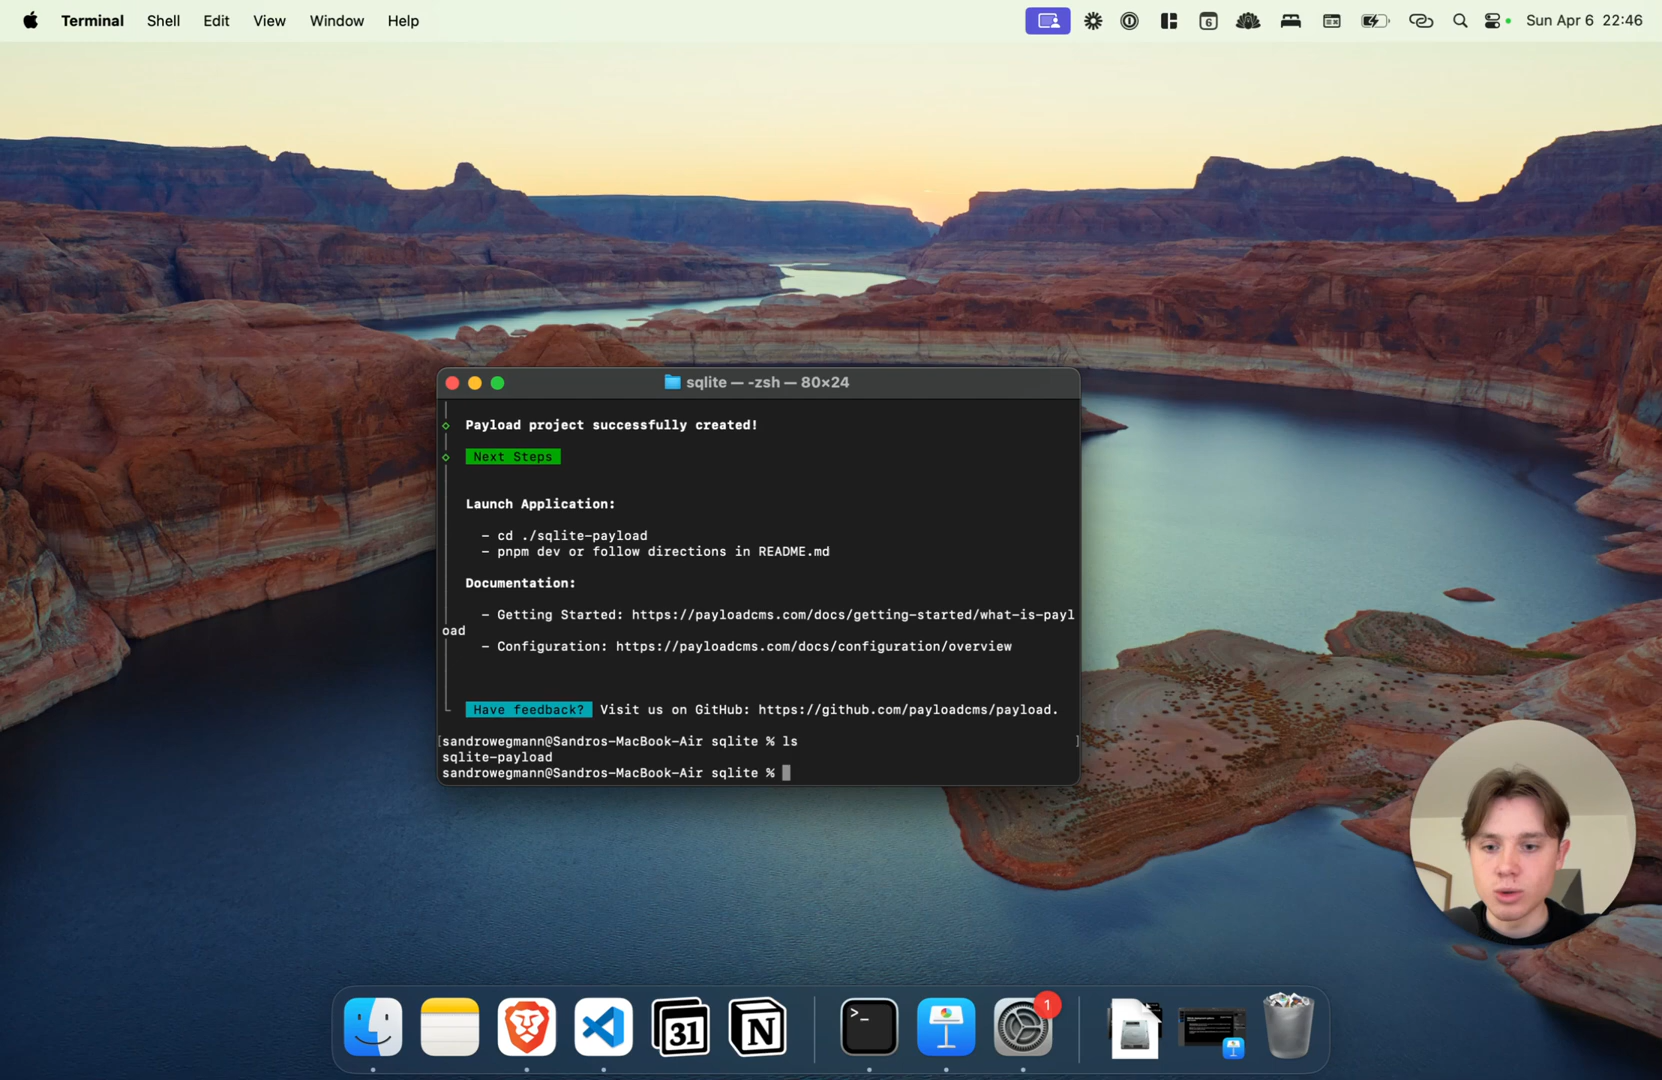 Terminal Shell Edit View Window Help
6
Sun Apr 6 22:46
sqlite — -zsh — 80×24
Payload project successfully created!
Next Steps
Launch Application:
- cd ./sqlite-payload
- pnpm dev or follow directions in README.md
Documentation:
- Getting Started: https://payloadcms.com/docs/getting-started/what-is-payl
oad
- Configuration: https://payloadcms.com/docs/configuration/overview
Have feedback? Visit us on GitHub: https://github.com/payloadcms/payload.
[sandrowegmann@Sandros-MacBook-Air sqlite % ls ]
sqlite-payload
sandrowegmann@Sandros-MacBook-Air sqlite %
31
N
>_
1